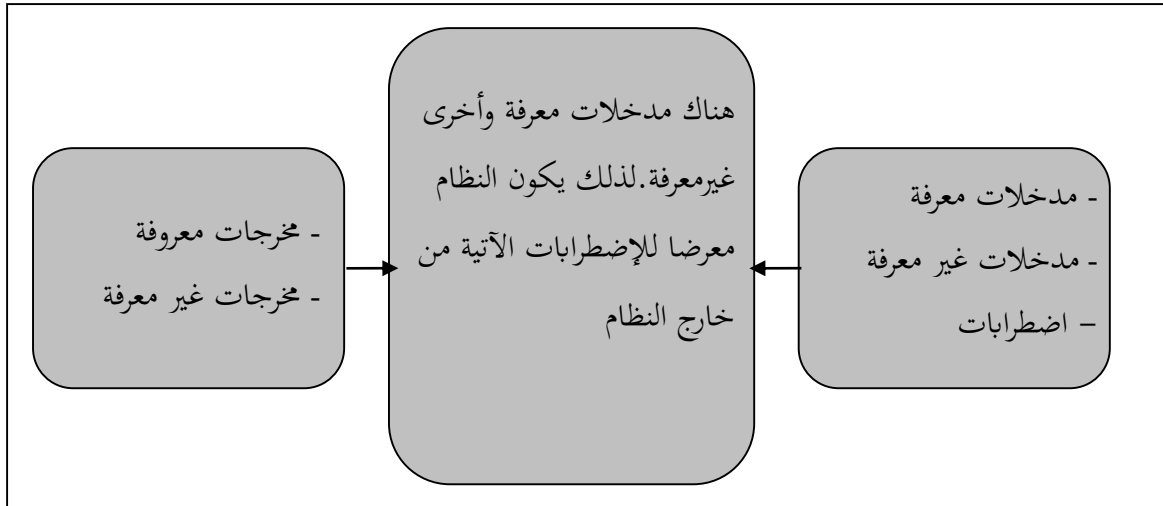 - مدخلات معرفة
- مدخلات غير معرفة
– اضطرابات
هناك مدخلات معرفة وأخرى
غيرمعرفة.لذلك يكون النظام
معرضا للإضطرابات الآتية من
خارج النظام
- مخرجات معروفة
- مخرجات غير معرفة